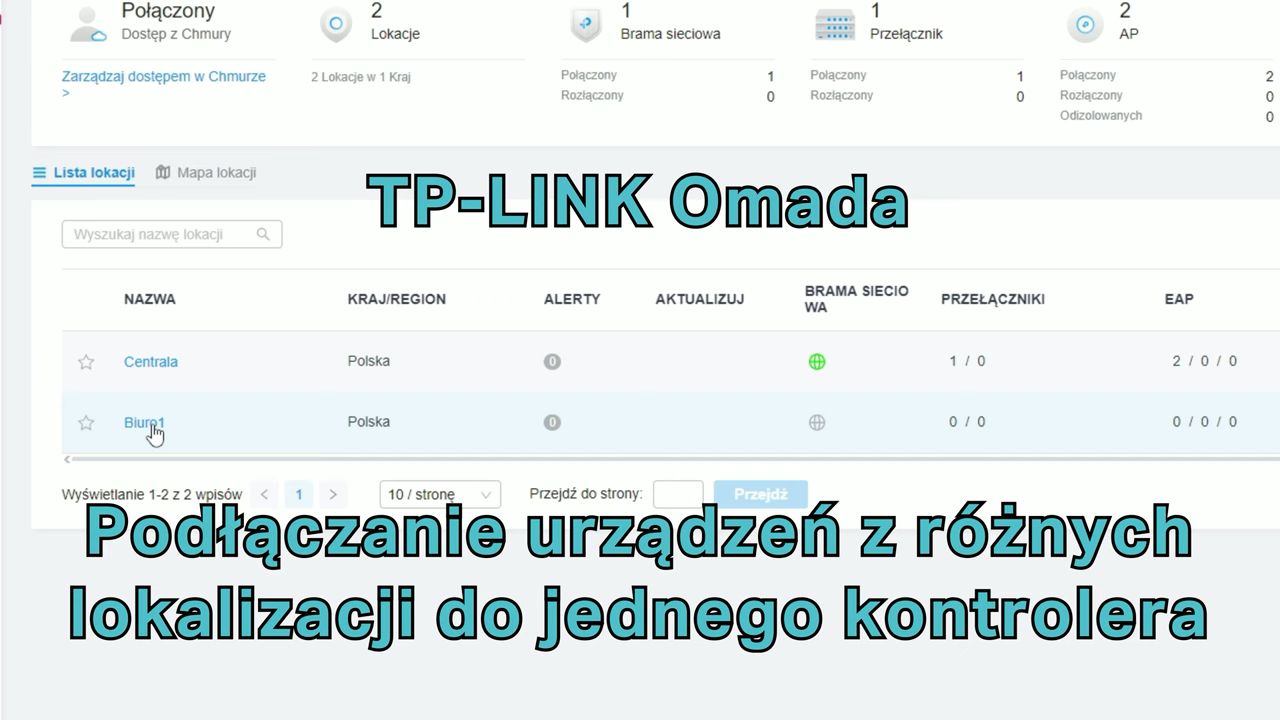 Połączony
Dostęp z Chmury
Zarządzaj dostępem w Chmurze
>
2
Lokacje
2 Lokacje w 1 Kraj
1
Brama sieciowa
Połączony 1
Rozłączony 0
1
Przełącznik
Połączony 1
Rozłączony 0
2
AP
Połączony 2
Rozłączony 0
Odizolowanych 0
Lista lokacji Mapa lokacji
TP-LINK Omada
Wyszukaj nazwę lokacji
NAZWA KRAJ/REGION ALERTY AKTUALIZUJ BRAMA SIECIO
WA PRZEŁĄCZNIKI EAP
Centrala Polska 0 1 / 0 2 / 0 / 0
Biuro1 Polska 0 0 / 0 0 / 0 / 0
Wyświetlanie 1-2 z 2 wpisów < 1 > 10 / stronę Przejdź do strony: Przejdź
Podłączanie urządzeń z różnych
lokalizacji do jednego kontrolera